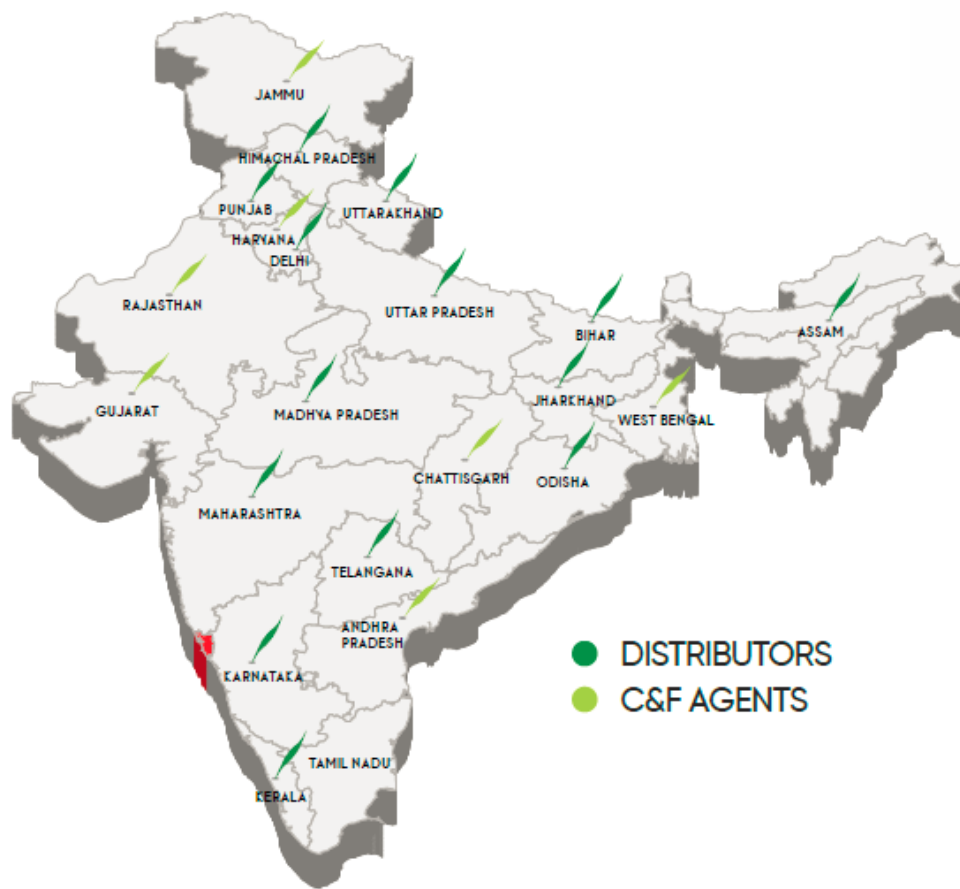 JAMMU
HIMACHAL PRADESH
PUNJAB
UTTARAKHAND
HARYANA
DELHI
RAJASTHAN
UTTAR PRADESH
BIHAR
ASSAM
GUJARAT
MADHYA PRADESH
JHARKHAND
WEST BENGAL
CHATTISGARH
ODISHA
MAHARASHTRA
TELANGANA
ANDHRA
PRADESH
KARNATAKA
TAMIL NADU
KERALA
DISTRIBUTORS
C&F AGENTS